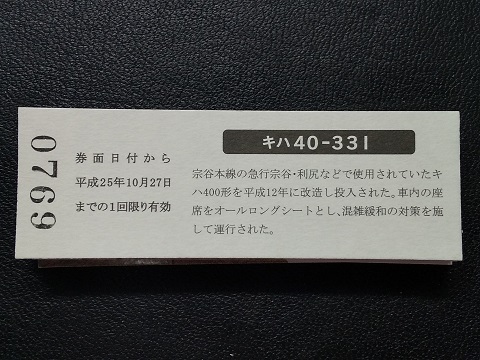 0769
券面日付から
平成25年10月27日
までの1回限り有効
キハ40-331
宗谷本線の急行宗谷・利尻などで使用されていたキ
ハ400形を平成12年に改造し投入された。車内の座
席をオールロングシートとし、混雑緩和の対策を施
して運行された。